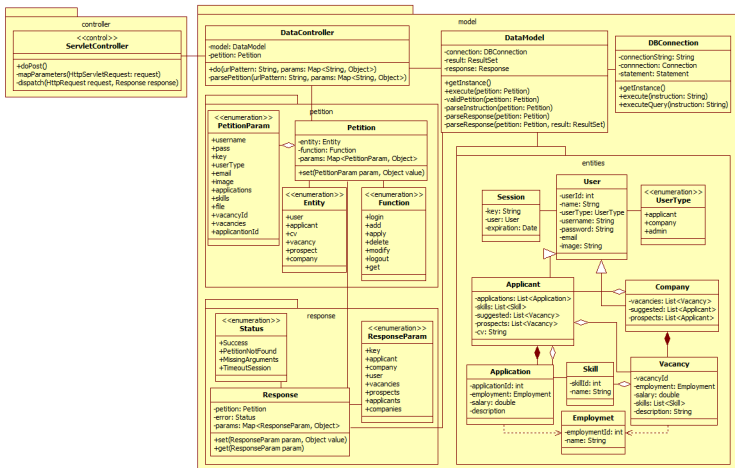 controller
<<control>>
ServletController
+doPost()
-mapParameters(HttpServletRequest: request)
-dispatch(HttpRequest request, Response response)
model
DataController
-model: DataModel
-petition: Petition
+do(urlPattern: String, params: Map<String, Object>)
-parsePetition(urlPattern: String, params: Map<String, Object>)
DataModel
-connection: DBConnection
-result: ResultSet
-response: Response
+getInstance()
+execute(petition: Petition)
-validPetition(petition: Petition)
-parseInstruction(petition: Petition)
-parseResponse(petition: Petition)
-parseResponse(petition: Petition, result: ResultSet)
DBConnection
-connectionString: String
-connnection: Connection
-statement: Statement
+getInstance()
+execute(instruction: String)
+executeQuery(instruction: String)
petition
<<enumeration>>
PetitionParam
+username
+pass
+key
+userType
+email
+image
+applications
+skills
+file
+vacancyId
+vacancies
+applicantionId
Petition
-entity: Entity
-function: Function
-params: Map<PetitionParam, Object>
+set(PetitionParam param, Object value)
<<enumeration>>
Entity
+user
+applicant
+cv
+vacancy
+prospect
+company
<<enumeration>>
Function
+login
+add
+apply
+delete
+modify
+logout
+get
response
<<enumeration>>
Status
+Success
+PetitionNotFound
+MissingArguments
+TimeoutSession
<<enumeration>>
ResponseParam
+key
+applicant
+company
+user
+vacancies
+prospects
+applicants
+companies
Response
-petition: Petition
-error: Status
-params: Map<ResponseParam, Object>
+set(ResponseParam param, Object value)
+get(ResponseParam param)
entities
Session
-key: String
-user: User
-expiration: Date
User
-userId: int
-name: Strng
-userType: UserType
-username: String
-password: String
-email
-image: String
<<enumeration>>
UserType
+applicant
+company
+admin
Applicant
-applications: List<Application>
-skills: List<Skill>
-suggested: List<Vacancy>
-prospects: List<Vacancy>
-cv: String
Company
-vacancies: List<Vacancy>
-suggested: List<Applicant>
-prospects: List<Applicant>
Application
-applicationId: int
-employment: Employment
-salary: double
-description
Skill
-skillId: int
-name: String
Vacancy
-vacancyId
-employment: Employment
-salary: double
-skills: List<Skill>
-description: String
Employmet
-employmentId: int
-name: String